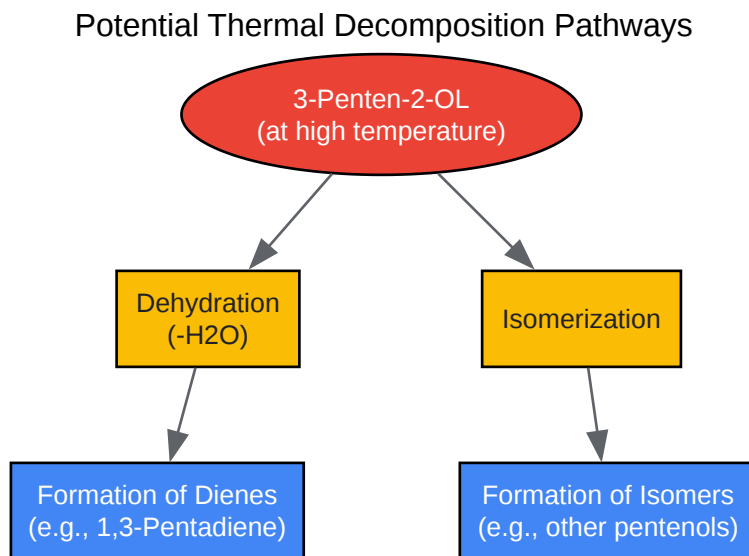 Potential Thermal Decomposition Pathways
3-Penten-2-OL
(at high temperature)
Dehydration
(-H2O)
Isomerization
Formation of Dienes
(e.g., 1,3-Pentadiene)
Formation of Isomers
(e.g., other pentenols)